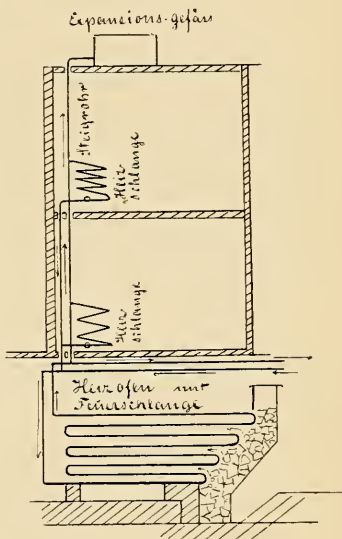 Expansions-gefäss
Steigrohr
Heiz
schlange
Heiz
schlange
Heizofen mit
Feuerschlange